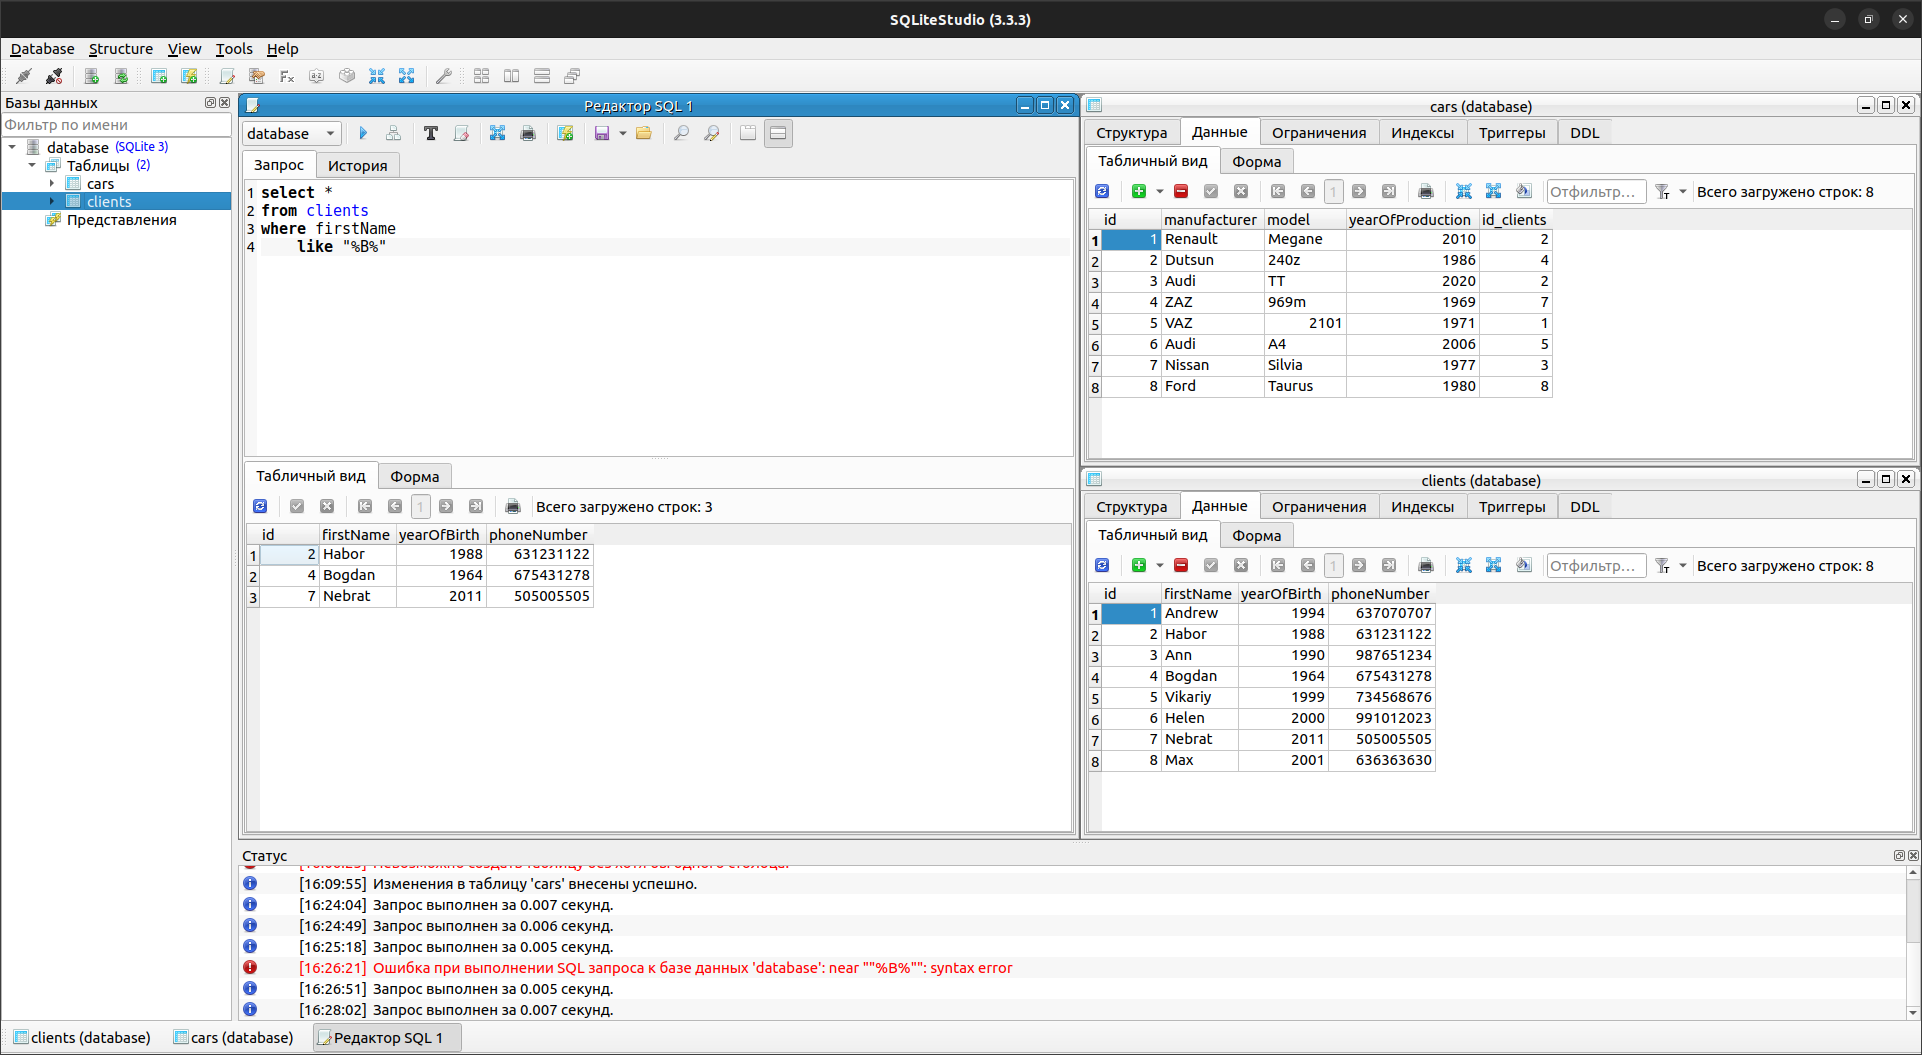 SQLiteStudio (3.3.3)
Database Structure View Tools Help
Базы данных
Фильтр по имени
database (SQLite 3)
Таблицы (2)
cars
clients
Представления
Редактор SQL 1
database
Запрос История
1 select *
2 from clients
3 where firstName
4 like "%B%"
Табличный вид Форма
1
Всего загружено строк: 3
id firstName yearOfBirth phoneNumber
1 2 Habor 1988 631231122
2 4 Bogdan 1964 675431278
3 7 Nebrat 2011 505005505
cars (database)
Структура Данные Ограничения Индексы Триггеры DDL
Табличный вид Форма
1 Отфильтр... Всего загружено строк: 8
id manufacturer model yearOfProduction id_clients
1 1 Renault Megane 2010 2
2 2 Dutsun 240z 1986 4
3 3 Audi TT 2020 2
4 4 ZAZ 969m 1969 7
5 5 VAZ 2101 1971 1
6 6 Audi A4 2006 5
7 7 Nissan Silvia 1977 3
8 8 Ford Taurus 1980 8
clients (database)
Структура Данные Ограничения Индексы Триггеры DDL
Табличный вид Форма
1 Отфильтр... Всего загружено строк: 8
id firstName yearOfBirth phoneNumber
1 1 Andrew 1994 637070707
2 2 Habor 1988 631231122
3 3 Ann 1990 987651234
4 4 Bogdan 1964 675431278
5 5 Vikariy 1999 734568676
6 6 Helen 2000 991012023
7 7 Nebrat 2011 505005505
8 8 Max 2001 636363630
Статус
[16:09:55] Изменения в таблицу 'cars' внесены успешно.
[16:24:04] Запрос выполнен за 0.007 секунд.
[16:24:49] Запрос выполнен за 0.006 секунд.
[16:25:18] Запрос выполнен за 0.005 секунд.
[16:26:21] Ошибка при выполнении SQL запроса к базе данных 'database': near ""%B%"": syntax error
[16:26:51] Запрос выполнен за 0.005 секунд.
[16:28:02] Запрос выполнен за 0.007 секунд.
clients (database) cars (database) Редактор SQL 1